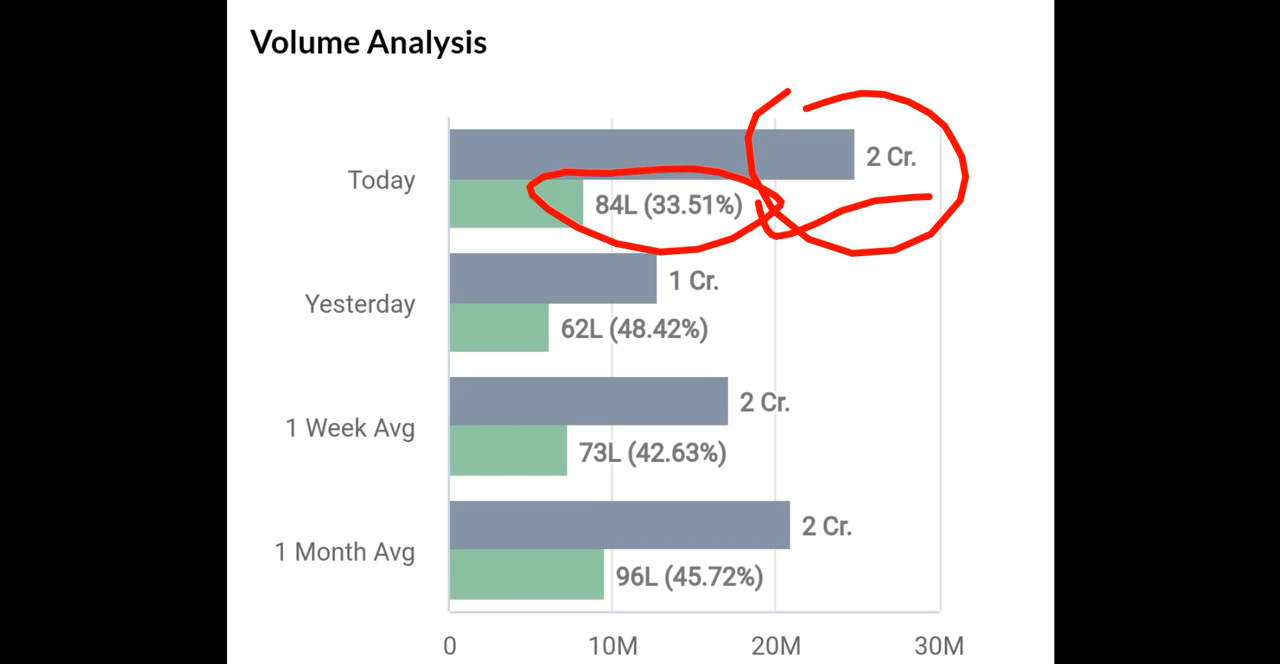 Volume Analysis
Today
2 Cr.
84L (33.51%)
Yesterday
1 Cr.
62L (48.42%)
1 Week Avg
2 Cr.
73L (42.63%)
1 Month Avg
2 Cr.
96L (45.72%)
0 10M 20M 30M